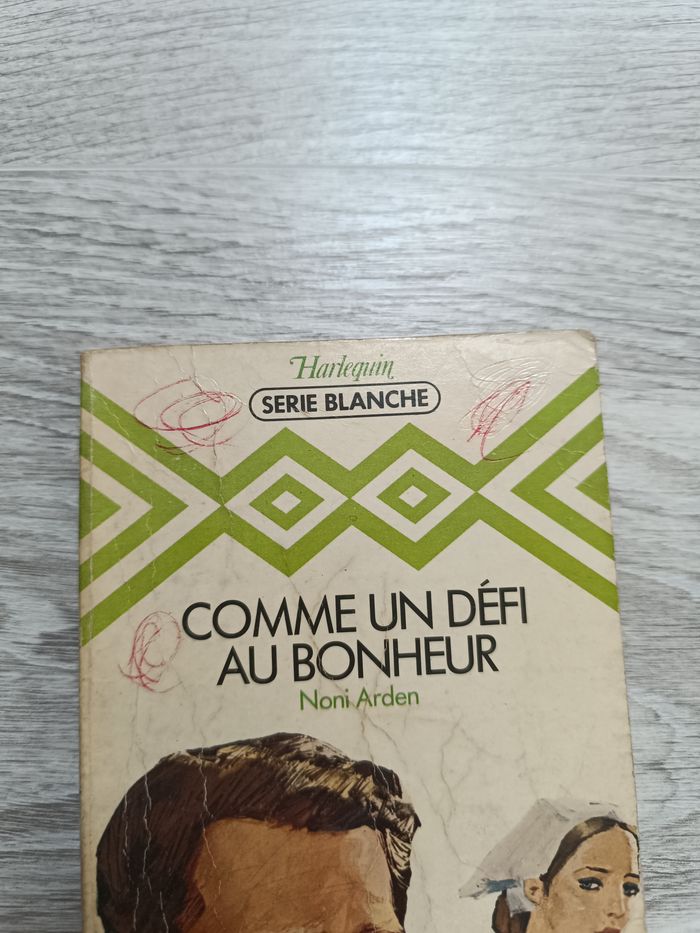 Harlequin
SERIE BLANCHE
COMME UN DÉFI
AU BONHEUR
Noni Arden